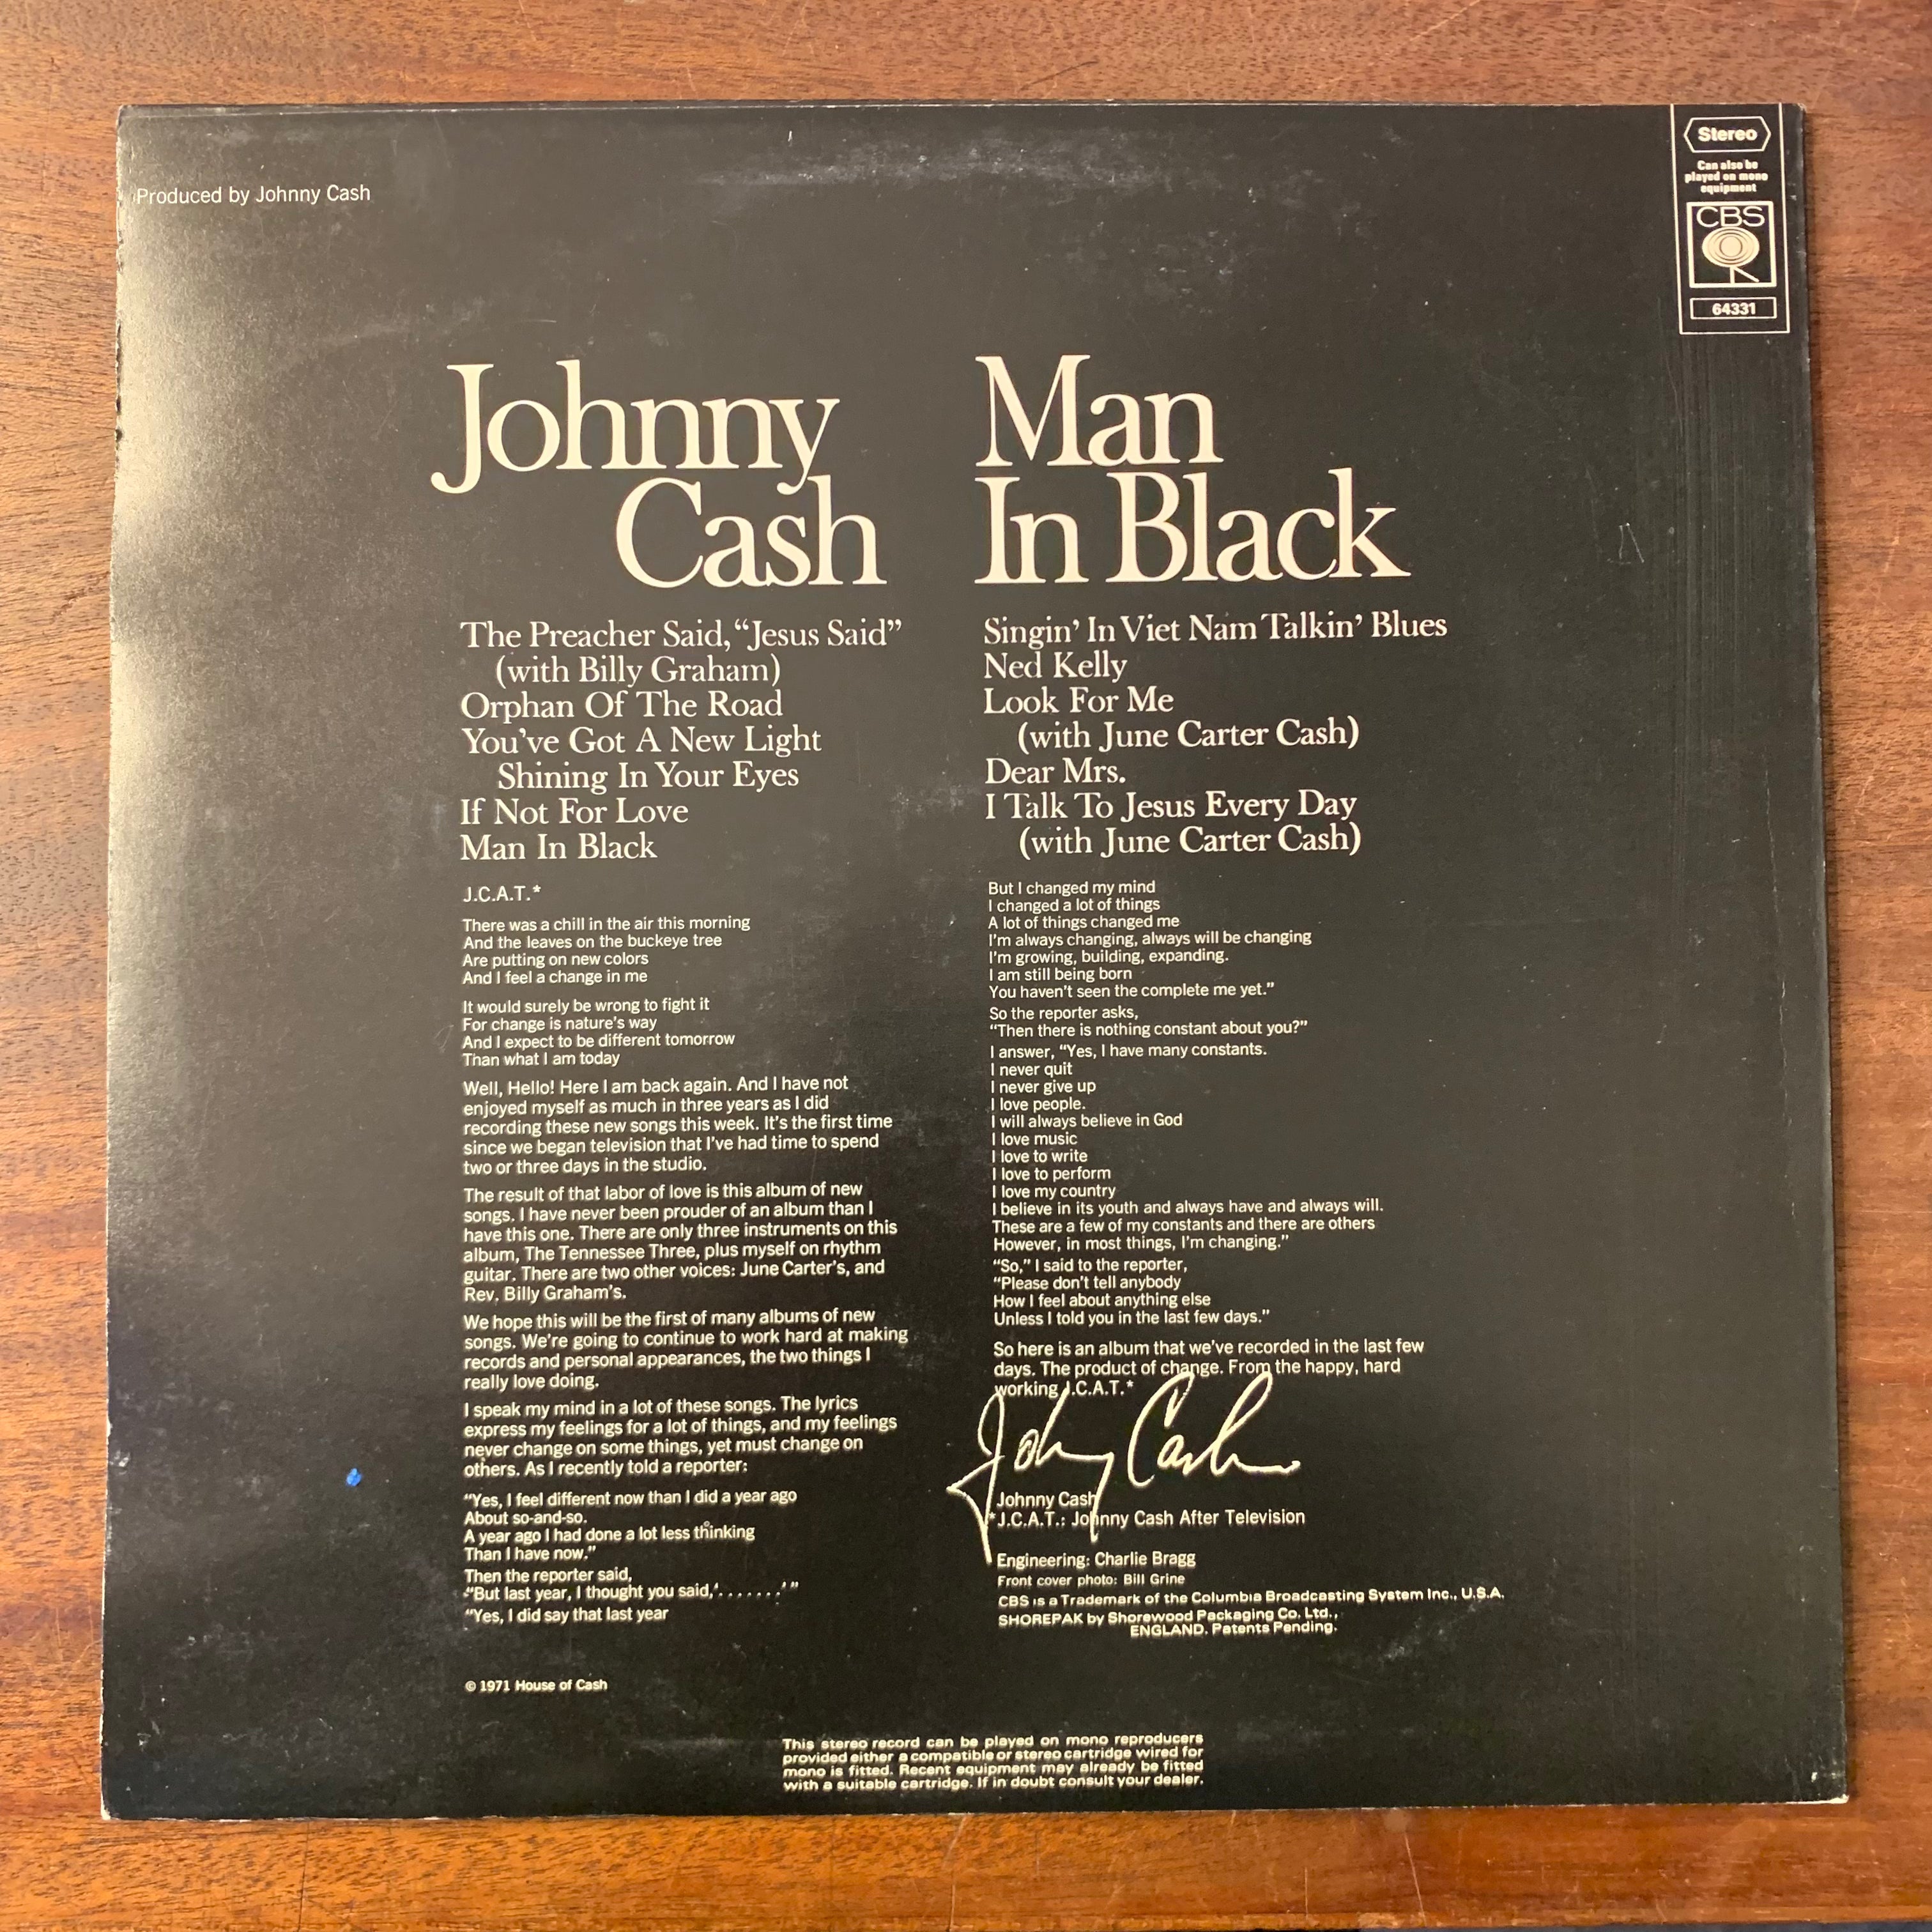 Produced by Johnny Cash
Stereo
Can also be
played on mono
equipment
CBS
64331
Johnny
Cash
Man
In Black
The Preacher Said, “Jesus Said”
(with Billy Graham)
Orphan Of The Road
You’ve Got A New Light
Shining In Your Eyes
If Not For Love
Man In Black
Singin’ In Viet Nam Talkin’ Blues
Ned Kelly
Look For Me
(with June Carter Cash)
Dear Mrs.
I Talk To Jesus Every Day
(with June Carter Cash)
J.C.A.T.*
There was a chill in the air this morning
And the leaves on the buckeye tree
Are putting on new colors
And I feel a change in me
It would surely be wrong to fight it
For change is nature’s way
And I expect to be different tomorrow
Than what I am today
Well, Hello! Here I am back again. And I have not
enjoyed myself as much in three years as I did
recording these new songs this week. It’s the first time
since we began television that I’ve had time to spend
two or three days in the studio.
The result of that labor of love is this album of new
songs. I have never been prouder of an album than I
have this one. There are only three instruments on this
album, The Tennessee Three, plus myself on rhythm
guitar. There are two other voices: June Carter’s, and
Rev. Billy Graham’s.
We hope this will be the first of many albums of new
songs. We’re going to continue to work hard at making
records and personal appearances, the two things I
really love doing.
I speak my mind in a lot of these songs. The lyrics
express my feelings for a lot of things, and my feelings
never change on some things, yet must change on
others. As I recently told a reporter:
“Yes, I feel different now than I did a year ago
About so-and-so.
A year ago I had done a lot less thinking
Than I have now.”
Then the reporter said,
“But last year, I thought you said, ‘.......’ ”
“Yes, I did say that last year
But I changed my mind
I changed a lot of things
A lot of things changed me
I’m always changing, always will be changing
I’m growing, building, expanding.
I am still being born
You haven’t seen the complete me yet.”
So the reporter asks,
“Then there is nothing constant about you?”
I answer, “Yes, I have many constants.
I never quit
I never give up
I love people.
I will always believe in God
I love music
I love to write
I love to perform
I love my country
I believe in its youth and always have and always will.
These are a few of my constants and there are others
However, in most things, I’m changing.”
“So,” I said to the reporter,
“Please don’t tell anybody
How I feel about anything else
Unless I told you in the last few days.”
So here is an album that we’ve recorded in the last few
days. The product of change. From the happy, hard
working J.C.A.T.*
Johnny Cash
Johnny Cash
*J.C.A.T.: Johnny Cash After Television
Engineering: Charlie Bragg
Front cover photo: Bill Grine
CBS is a Trademark of the Columbia Broadcasting System Inc., U.S.A.
SHOREPAK by Shorewood Packaging Co. Ltd.,
ENGLAND. Patents Pending.
© 1971 House of Cash
This stereo record can be played on mono reproducers
provided either a compatible or stereo cartridge wired for
mono is fitted. Recent equipment may already be fitted
with a suitable cartridge. If in doubt consult your dealer.